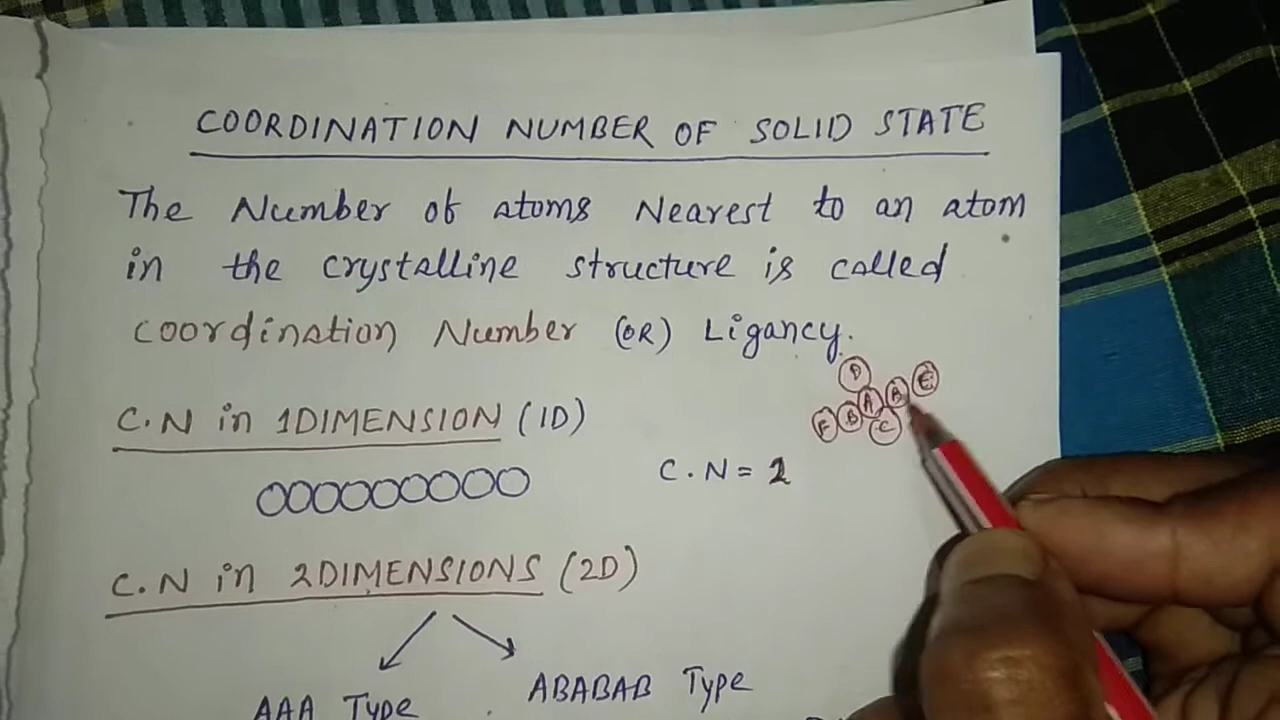 COORDINATION NUMBER OF SOLID STATE
The Number of atoms Nearest to an atom
in the crystalline structure is called
Coordination Number (OR) Ligancy.
D
A B E
F B C
C.N in 1DIMENSION (1D)
C.N = 2
C.N in 2DIMENSIONS (2D)
AAA Type
ABABAB Type